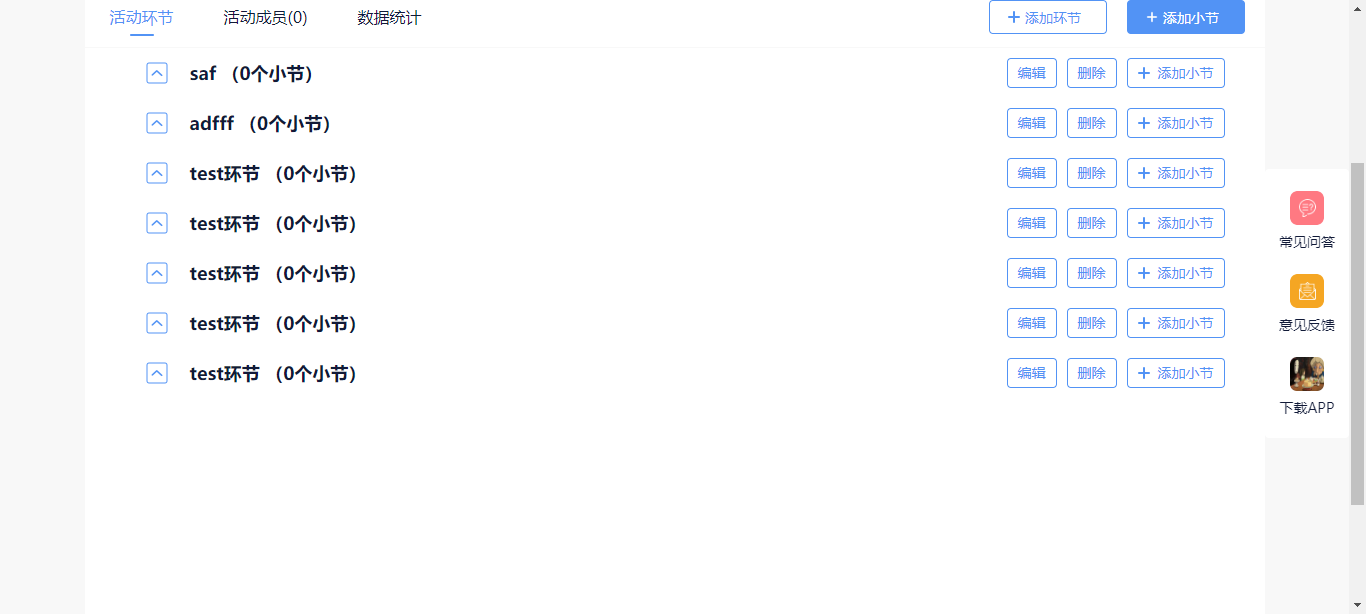 活动环节 活动成员(0) 数据统计 添加环节 添加小节
saf （0个小节） 编辑 删除 添加小节
adfff （0个小节） 编辑 删除 添加小节
test环节 （0个小节） 编辑 删除 添加小节
test环节 （0个小节） 编辑 删除 添加小节
test环节 （0个小节） 编辑 删除 添加小节
test环节 （0个小节） 编辑 删除 添加小节
test环节 （0个小节） 编辑 删除 添加小节
常见问答
意见反馈
下载APP